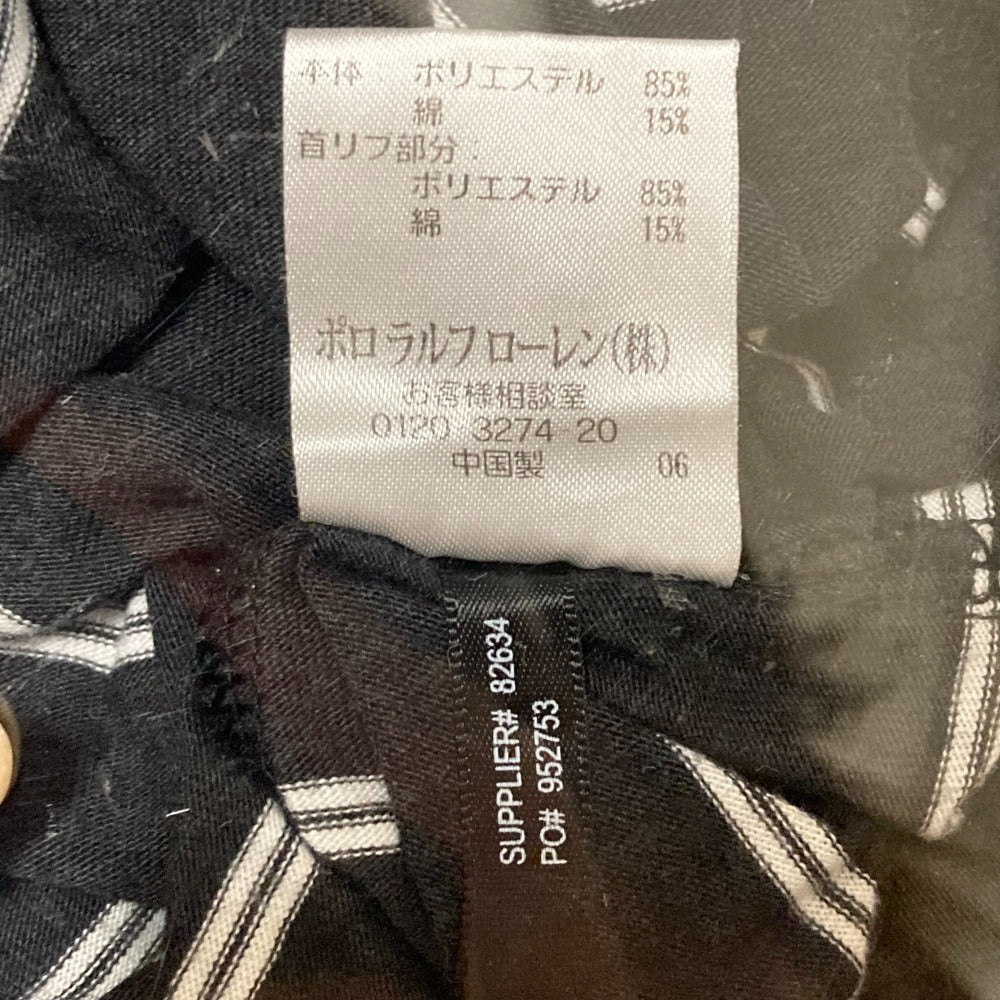 本体 ポリエステル 85%
綿 15%
首リブ部分:
ポリエステル 85%
綿 15%
ポロ ラルフ ローレン(株)
お客様相談室
0120-3274-20
中国製 06
SUPPLIER# 82634
PO# 952753